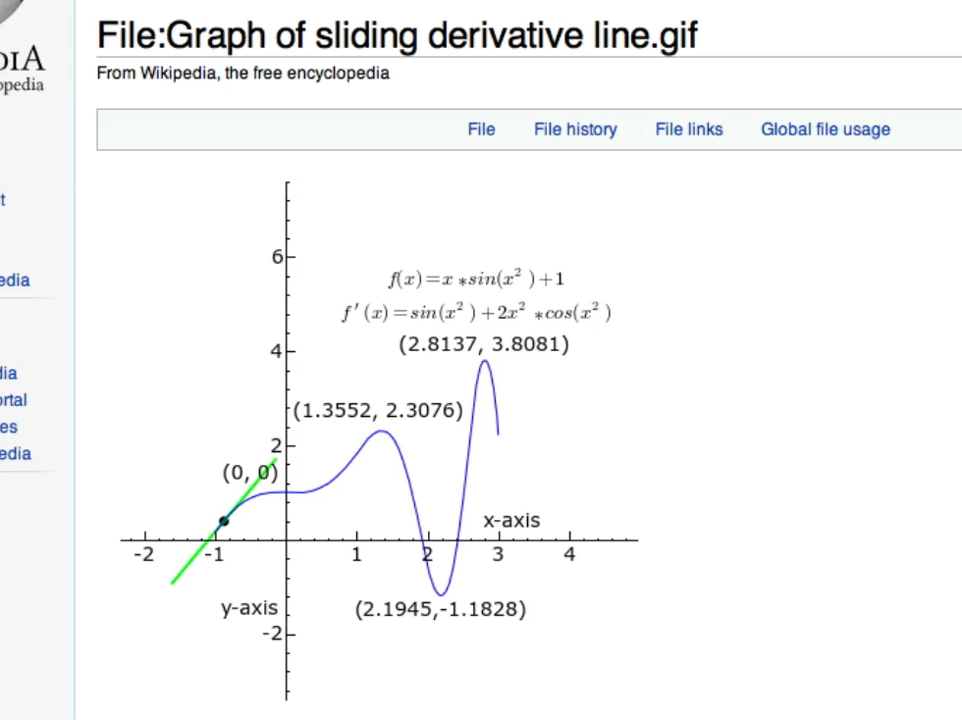 File:Graph of sliding derivative line.gif
From Wikipedia, the free encyclopedia
File File history File links Global file usage
6
f(x)=x∗sin(x²)+1
f'(x)=sin(x²)+2x²∗cos(x²)
(2.8137, 3.8081)
4
(1.3552, 2.3076)
2
(0, 0)
x-axis
-2 -1 1 2 3 4
y-axis
(2.1945,-1.1828)
-2